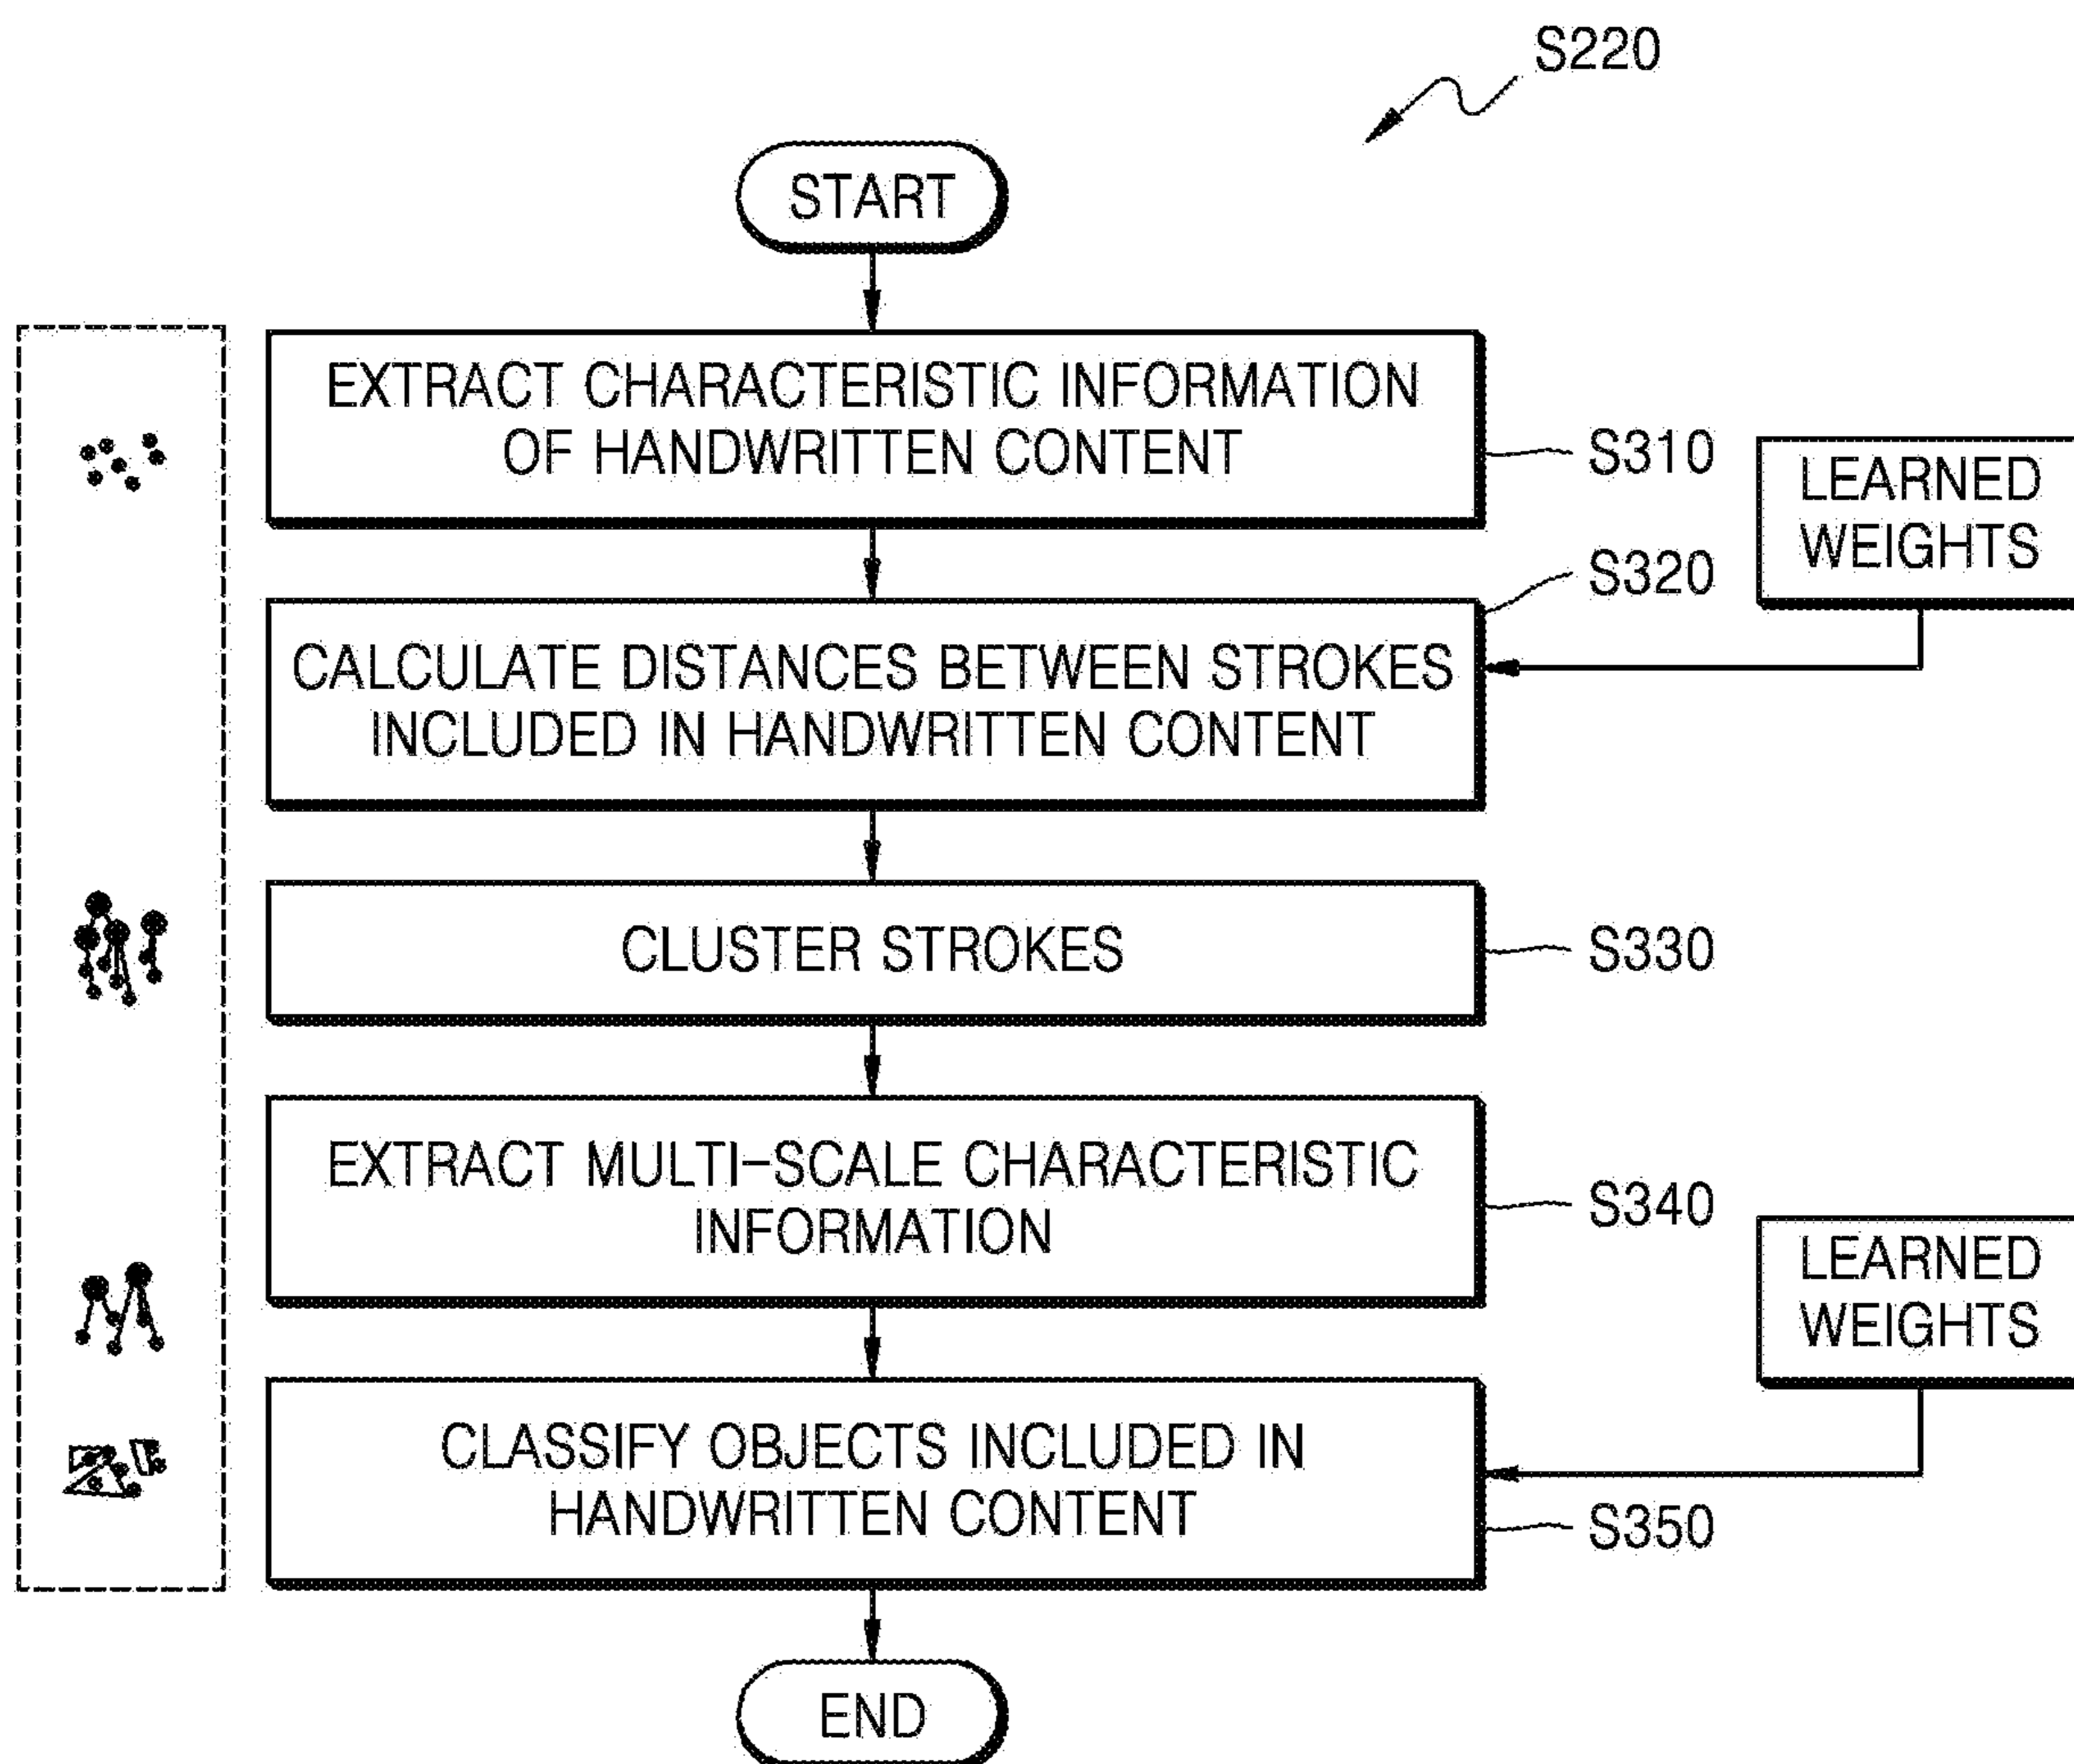 S220
START
EXTRACT CHARACTERISTIC INFORMATION
OF HANDWRITTEN CONTENT
S310
LEARNED
WEIGHTS
S320
CALCULATE DISTANCES BETWEEN STROKES
INCLUDED IN HANDWRITTEN CONTENT
CLUSTER STROKES
S330
EXTRACT MULTI-SCALE CHARACTERISTIC
INFORMATION
S340
LEARNED
WEIGHTS
CLASSIFY OBJECTS INCLUDED IN
HANDWRITTEN CONTENT
S350
END